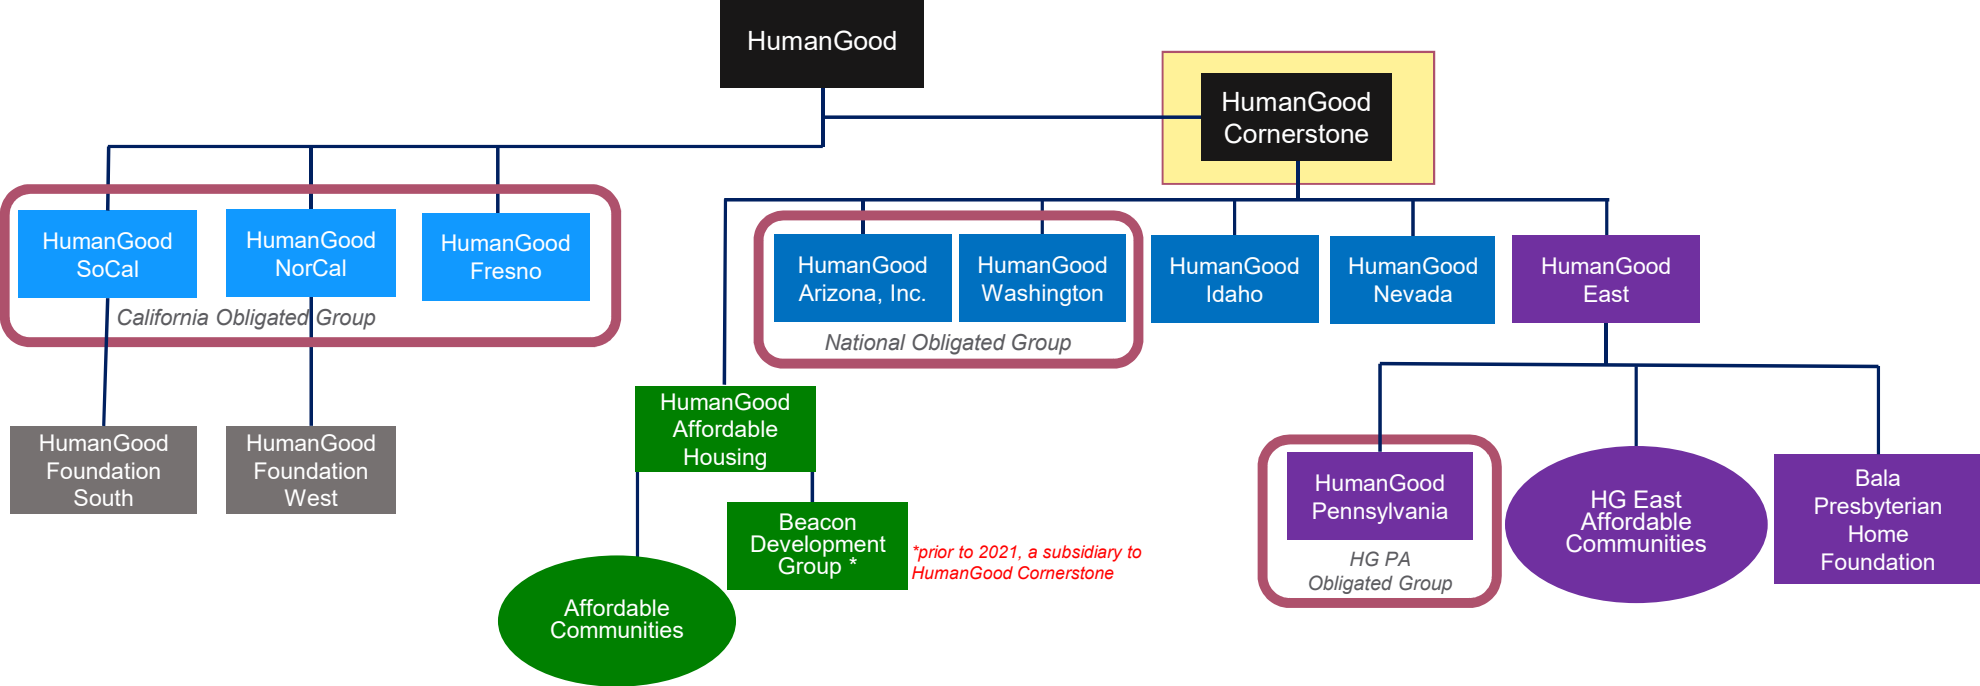 HumanGood
HumanGood
Cornerstone
HumanGood
SoCal
HumanGood
NorCal
HumanGood
Fresno
California Obligated Group
HumanGood
Arizona, Inc.
HumanGood
Washington
National Obligated Group
HumanGood
Idaho
HumanGood
Nevada
HumanGood
East
HumanGood
Foundation
South
HumanGood
Foundation
West
HumanGood
Affordable
Housing
Beacon
Development
Group *
*prior to 2021, a subsidiary to
HumanGood Cornerstone
Affordable
Communities
HumanGood
Pennsylvania
HG PA
Obligated Group
HG East
Affordable
Communities
Bala
Presbyterian
Home
Foundation